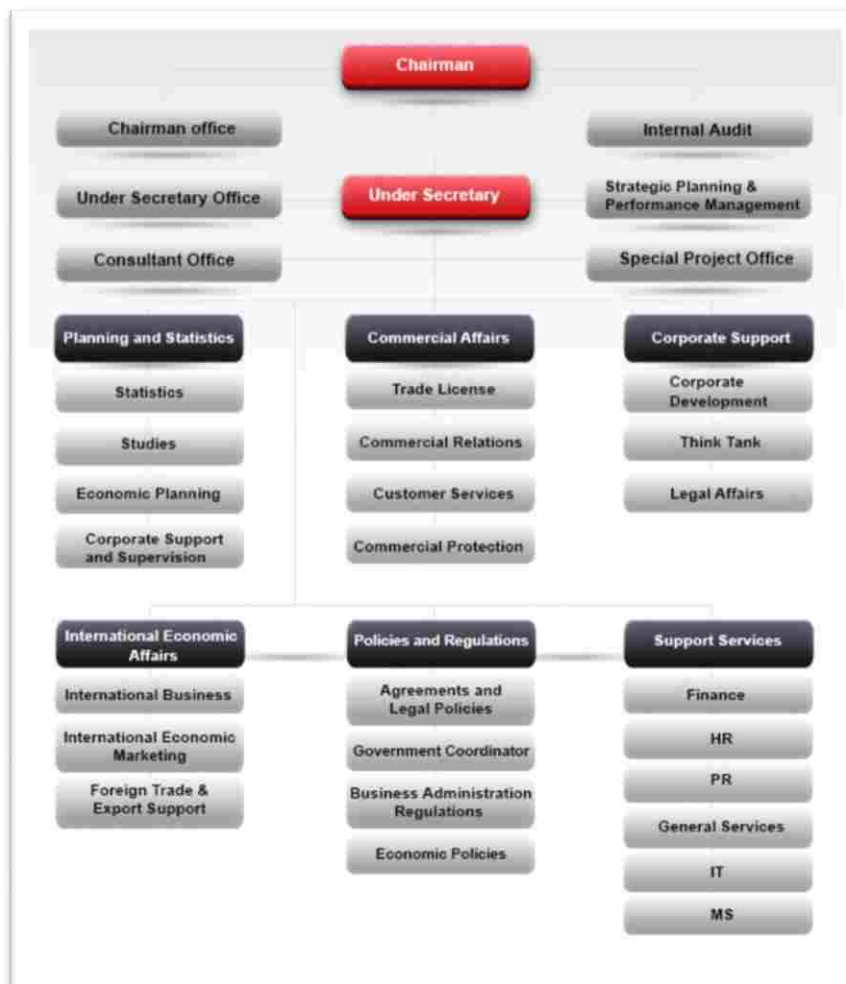 Chairman
Chairman office
Internal Audit
Under Secretary Office
Under Secretary
Strategic Planning &
Performance Management
Consultant Office
Special Project Office
Planning and Statistics
Commercial Affairs
Corporate Support
Statistics
Trade License
Corporate
Development
Studies
Commercial Relations
Think Tank
Economic Planning
Customer Services
Legal Affairs
Corporate Support
and Supervision
Commercial Protection
International Economic
Affairs
Policies and Regulations
Support Services
International Business
Agreements and
Legal Policies
Finance
International Economic
Marketing
Government Coordinator
HR
Foreign Trade &
Export Support
Business Administration
Regulations
PR
General Services
Economic Policies
IT
MS